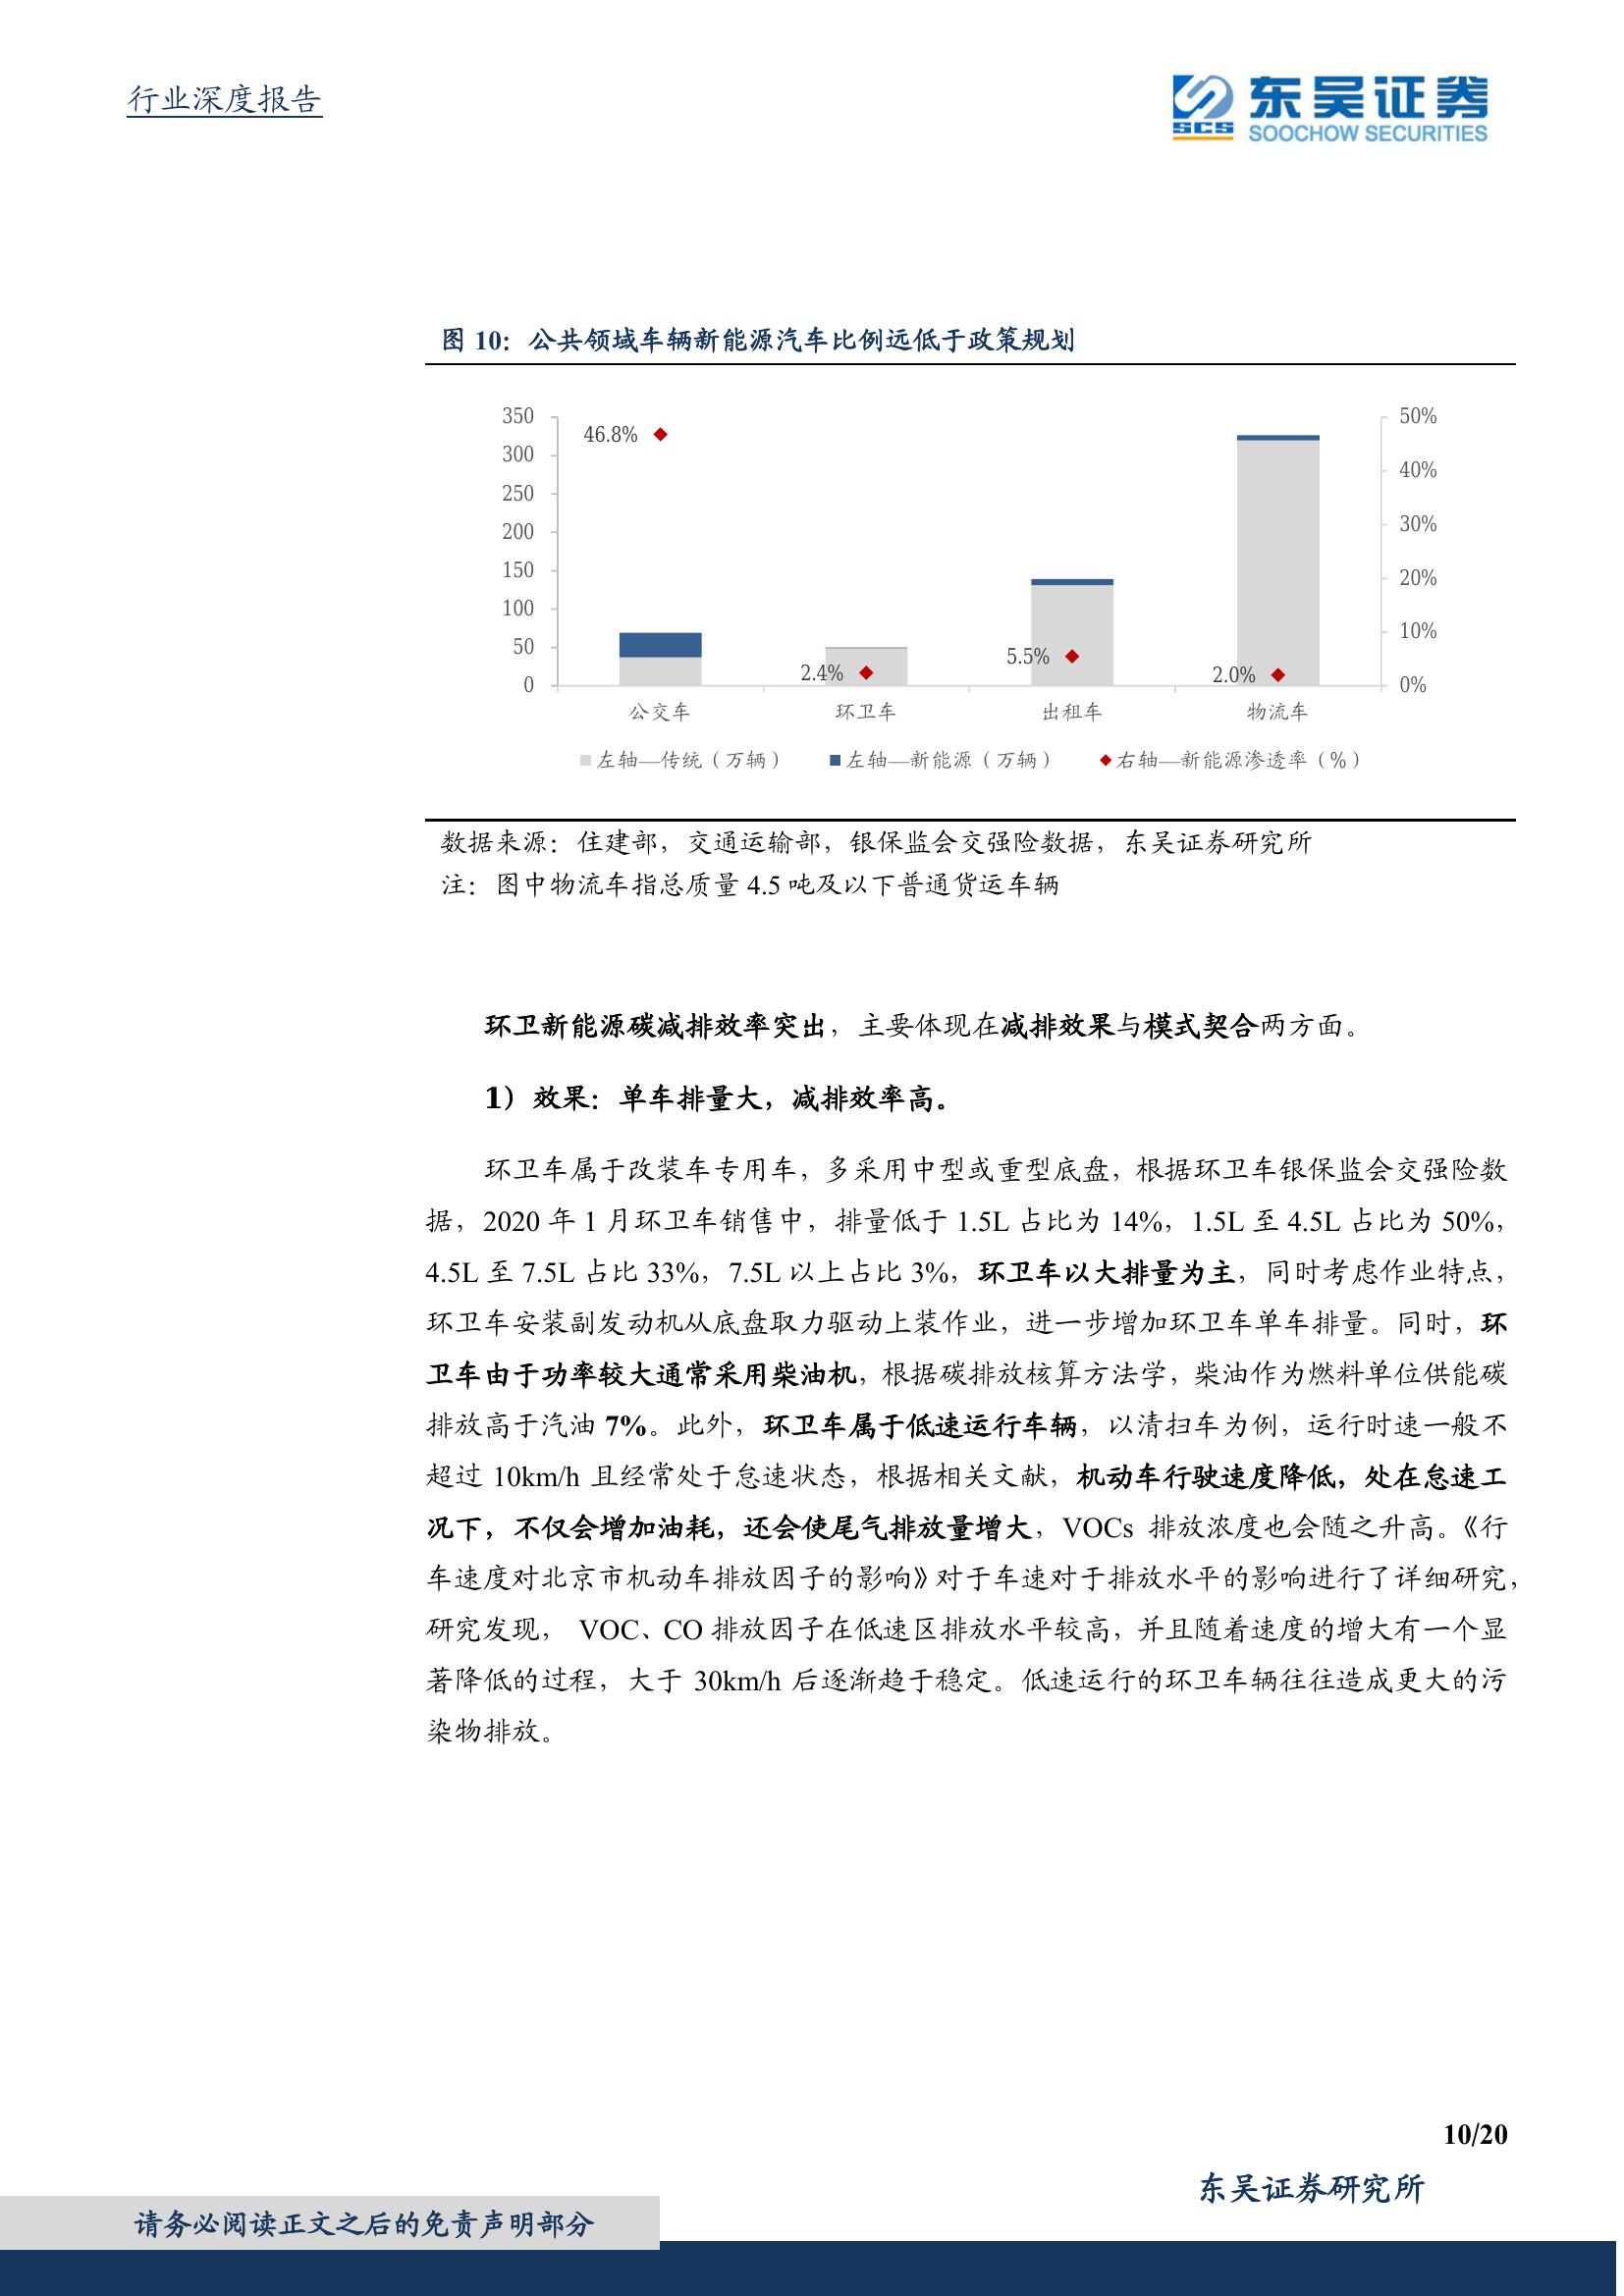 行业深度报告
东吴证券
SCS
SOOCHOW SECURITIES
图 10：公共领域车辆新能源汽车比例远低于政策规划
350
300
250
200
150
100
50
0
50%
40%
30%
20%
10%
0%
46.8%
2.4%
5.5%
2.0%
公交车
环卫车
出租车
物流车
左轴—传统（万辆）
左轴—新能源（万辆）
右轴—新能源渗透率（%）
数据来源：住建部，交通运输部，银保监会交强险数据，东吴证券研究所
注：图中物流车指总质量 4.5 吨及以下普通货运车辆
环卫新能源碳减排效率突出，主要体现在减排效果与模式契合两方面。
1）效果：单车排量大，减排效率高。
环卫车属于改装车专用车，多采用中型或重型底盘，根据环卫车银保监会交强险数
据，2020 年 1 月环卫车销售中，排量低于 1.5L 占比为 14%，1.5L 至 4.5L 占比为 50%，
4.5L 至 7.5L 占比 33%，7.5L 以上占比 3%，环卫车以大排量为主，同时考虑作业特点，
环卫车安装副发动机从底盘取力驱动上装作业，进一步增加环卫车单车排量。同时，环
卫车由于功率较大通常采用柴油机，根据碳排放核算方法学，柴油作为燃料单位供能碳
排放高于汽油 7%。此外，环卫车属于低速运行车辆，以清扫车为例，运行时速一般不
超过 10km/h 且经常处于怠速状态，根据相关文献，机动车行驶速度降低，处在怠速工
况下，不仅会增加油耗，还会使尾气排放量增大，VOCs 排放浓度也会随之升高。《行
车速度对北京市机动车排放因子的影响》对于车速对于排放水平的影响进行了详细研究，
研究发现， VOC、CO 排放因子在低速区排放水平较高，并且随着速度的增大有一个显
著降低的过程，大于 30km/h 后逐渐趋于稳定。低速运行的环卫车辆往往造成更大的污
染物排放。
10/20
东吴证券研究所
请务必阅读正文之后的免责声明部分